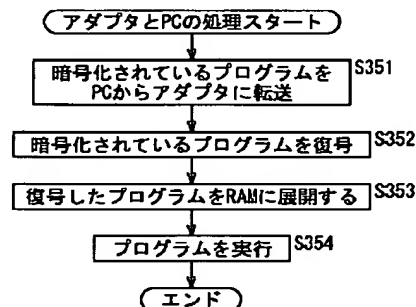 アダプタとPCの処理スタート
暗号化されているプログラムを
PCからアダプタに転送
S351
暗号化されているプログラムを復号
S352
復号したプログラムをRAMに展開する
S353
プログラムを実行
S354
エンド